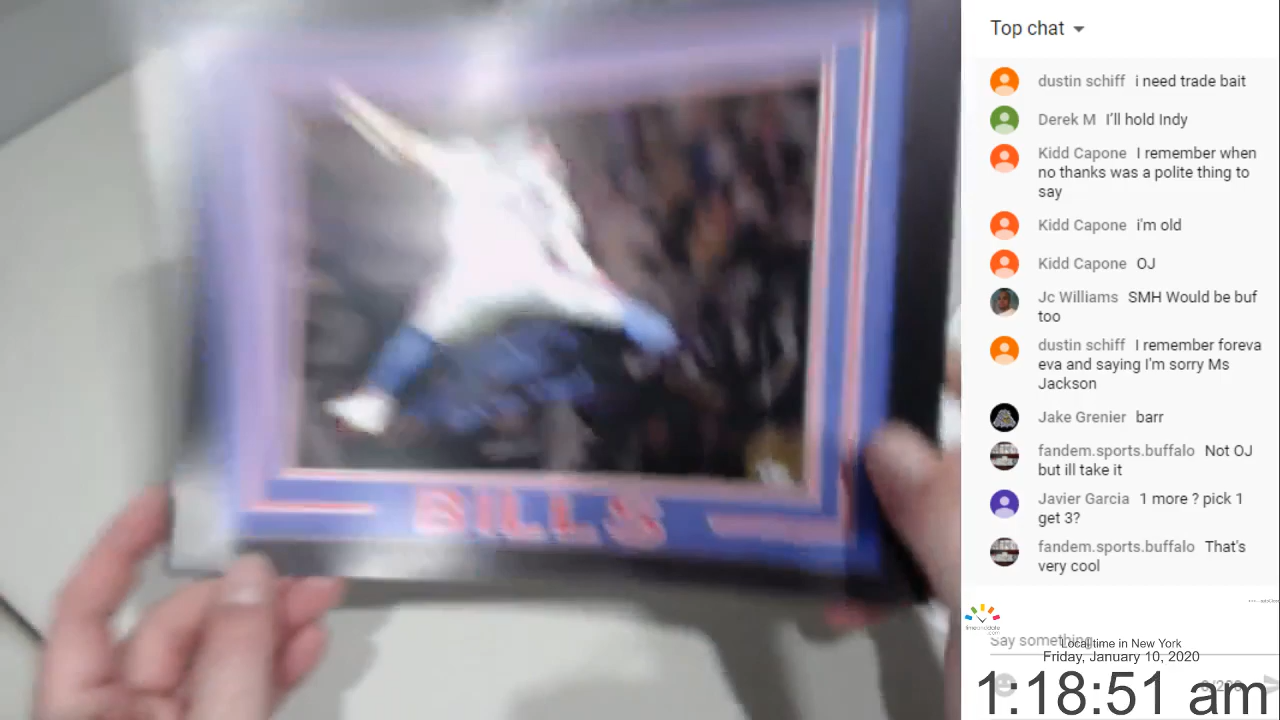 BILLS
Top chat
dustin schiff i need trade bait
Derek M I'll hold Indy
Kidd Capone I remember when
no thanks was a polite thing to
say
Kidd Capone i'm old
Kidd Capone OJ
Jc Williams SMH Would be buf
too
dustin schiff I remember foreva
eva and saying I'm sorry Ms
Jackson
Jake Grenier barr
fandem.sports.buffalo Not OJ
but ill take it
Javier Garcia 1 more ? pick 1
get 3?
fandem.sports.buffalo That's
very cool
Say something
Local time in New York
Friday, January 10, 2020
1:18:51 am